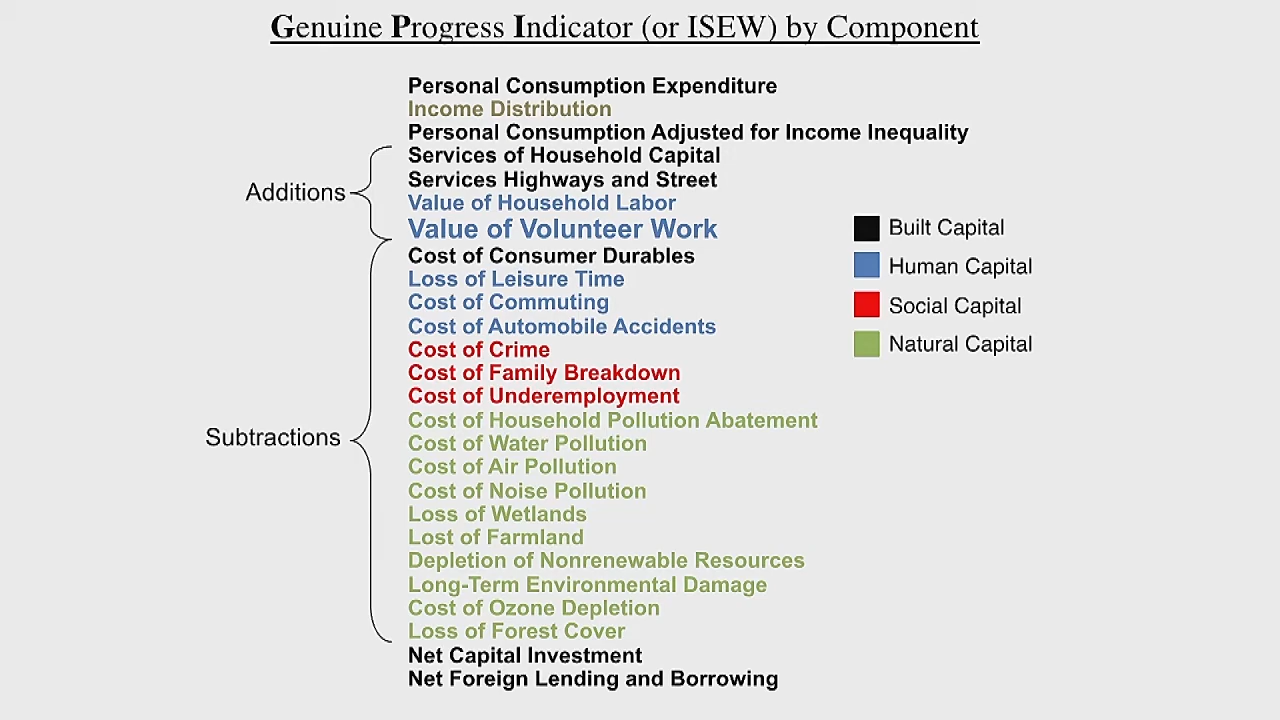 Genuine Progress Indicator (or ISEW) by Component
Personal Consumption Expenditure
Income Distribution
Personal Consumption Adjusted for Income Inequality
Additions
Services of Household Capital
Services Highways and Street
Value of Household Labor
Value of Volunteer Work
Subtractions
Cost of Consumer Durables
Loss of Leisure Time
Cost of Commuting
Cost of Automobile Accidents
Cost of Crime
Cost of Family Breakdown
Cost of Underemployment
Cost of Household Pollution Abatement
Cost of Water Pollution
Cost of Air Pollution
Cost of Noise Pollution
Loss of Wetlands
Lost of Farmland
Depletion of Nonrenewable Resources
Long-Term Environmental Damage
Cost of Ozone Depletion
Loss of Forest Cover
Net Capital Investment
Net Foreign Lending and Borrowing
Built Capital
Human Capital
Social Capital
Natural Capital